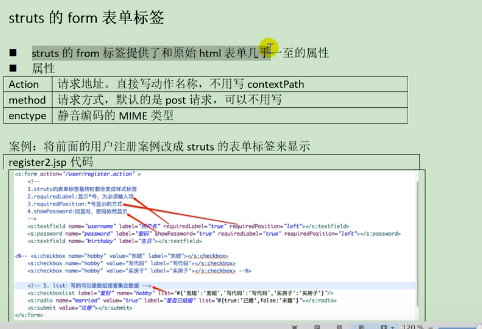 struts 的 form 表单标签
■ struts 的 from 标签提供了和原始 html 表单几乎一至的属性
■ 属性
Action 请求地址。直接写动作名称，不用写 contextPath
method 请求方式，默认的是 post 请求，可以不用写
enctype 静音编码的 MIME 类型
案例：将前面的用户注册案例改成 struts 的表单标签来显示
register2.jsp 代码
<s:form action="/user/register.action" >
<!--
1.struts的表单标签最终时都会变成样式标签
2.requiredLabel:显示*号，为必须输入项
3.requiredPosition:*号显示的方式
4.showPassword:回显时，密码依然显示
-->
<s:textfield name="username" label="用户名" requiredLabel="true" requiredPosition="left"></s:textfield>
<s:password name="password" label="密码" showPassword="true" requiredLabel="true" requiredPosition="left"></s:password>
<s:textfield name="birthday" label="生日"></s:textfield>
<%-- <s:checkbox name="hobby" value="泡妞" label="泡妞"></s:checkbox>
<s:checkbox name="hobby" value="写代码" label="写代码"></s:checkbox>
<s:checkbox name="hobby" value="买房子" label="买房子"></s:checkbox> --%>
<!-- 5. list: 写的可以是数组或者集合数据 -->
<s:checkboxlist label="爱好" name="hobby" list="#{'泡妞':'泡妞','写代码':'写代码','买房子':'买房子'}"/>
<s:radio name="married" value="true" label="是否已结婚" list="#{true:'已婚',false:'未婚'}"></s:radio>
<s:submit value="注册"></s:submit>
</s:form>
120 %